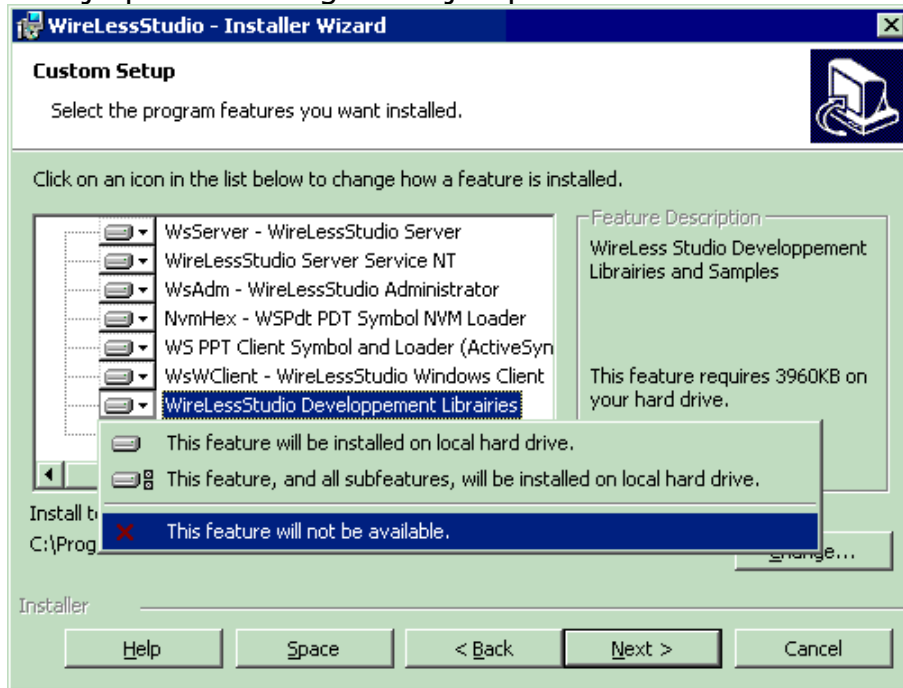 WireLessStudio - Installer Wizard
Custom Setup
Select the program features you want installed.
Click on an icon in the list below to change how a feature is installed.
WsServer - WireLessStudio Server
WireLessStudio Server Service NT
WsAdm - WireLessStudio Administrator
NvmHex - WSPdt PDT Symbol NVM Loader
WS PPT Client Symbol and Loader (ActiveSyn
WsWClient - WireLessStudio Windows Client
WireLessStudio Developpement Librairies
Feature Description
WireLess Studio Developpement
Librairies and Samples
This feature requires 3960KB on
your hard drive.
This feature will be installed on local hard drive.
This feature, and all subfeatures, will be installed on local hard drive.
This feature will not be available.
Install t
C:\Prog
Change...
Installer
Help
Space
< Back
Next >
Cancel